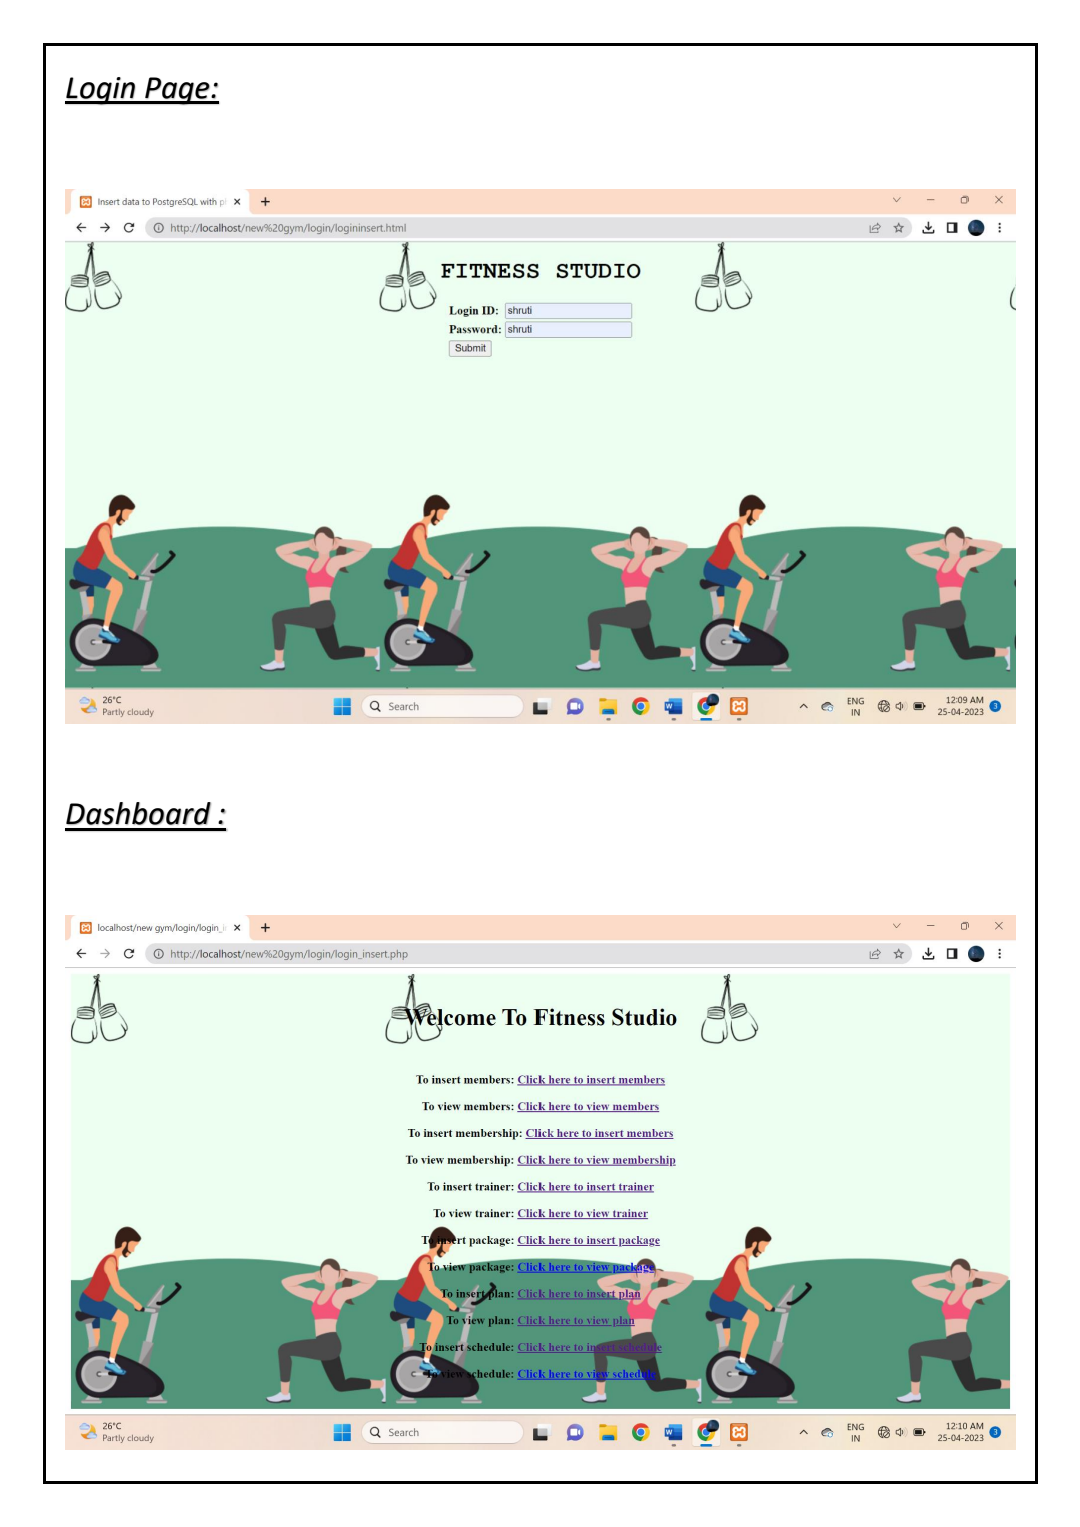 Login Page:
Insert data to PostgreSQL with p
http://localhost/new%20gym/login/logininsert.html
FITNESS STUDIO
Login ID: shruti
Password: shruti
Submit
26°C
Partly cloudy
Search
ENG
IN
12:09 AM
25-04-2023
3
Dashboard :
localhost/new gym/login/login_i
http://localhost/new%20gym/login/login_insert.php
Welcome To Fitness Studio
To insert members: Click here to insert members
To view members: Click here to view members
To insert membership: Click here to insert members
To view membership: Click here to view membership
To insert trainer: Click here to insert trainer
To view trainer: Click here to view trainer
To insert package: Click here to insert package
To view package: Click here to view package
To insert plan: Click here to insert plan
To view plan: Click here to view plan
To insert schedule: Click here to insert schedule
To view schedule: Click here to view schedule
26°C
Partly cloudy
Search
ENG
IN
12:10 AM
25-04-2023
3